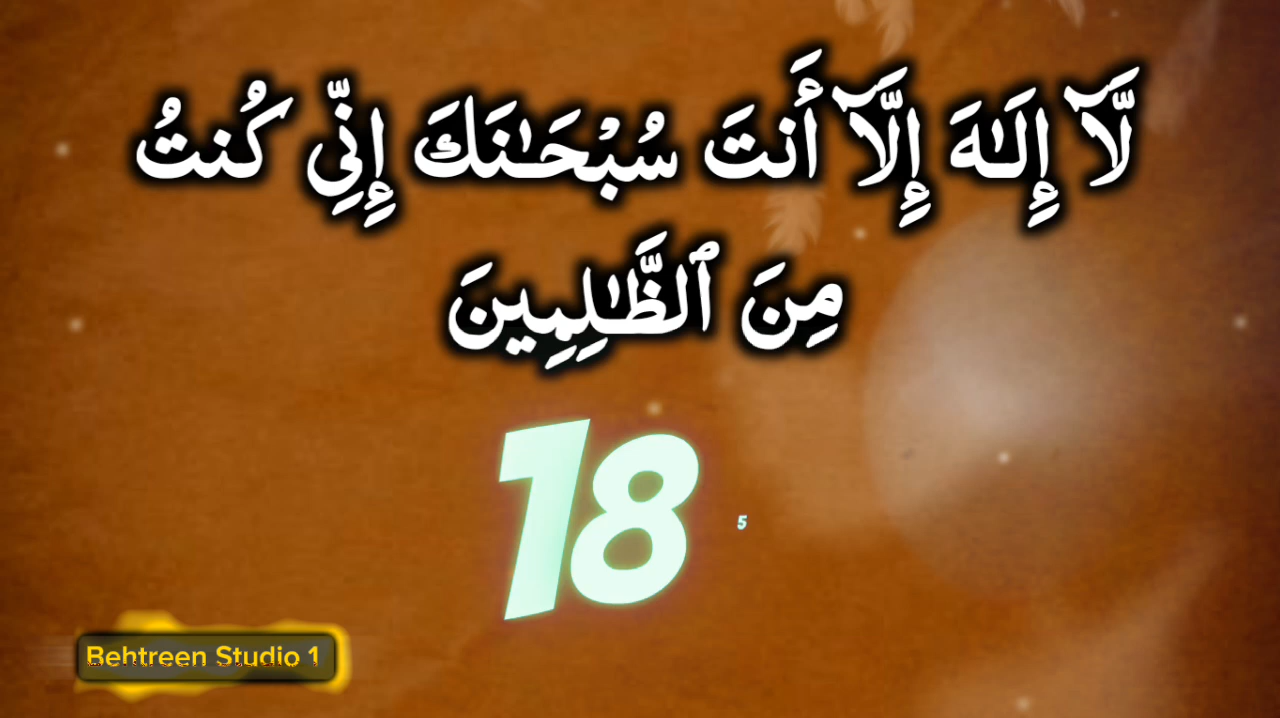 لَّآ إِلَـٰهَ إِلَّآ أَنتَ سُبْحَـٰنَكَ إِنِّى كُنتُ
مِنَ ٱلظَّـٰلِمِينَ
18
5
Behtreen Studio 1